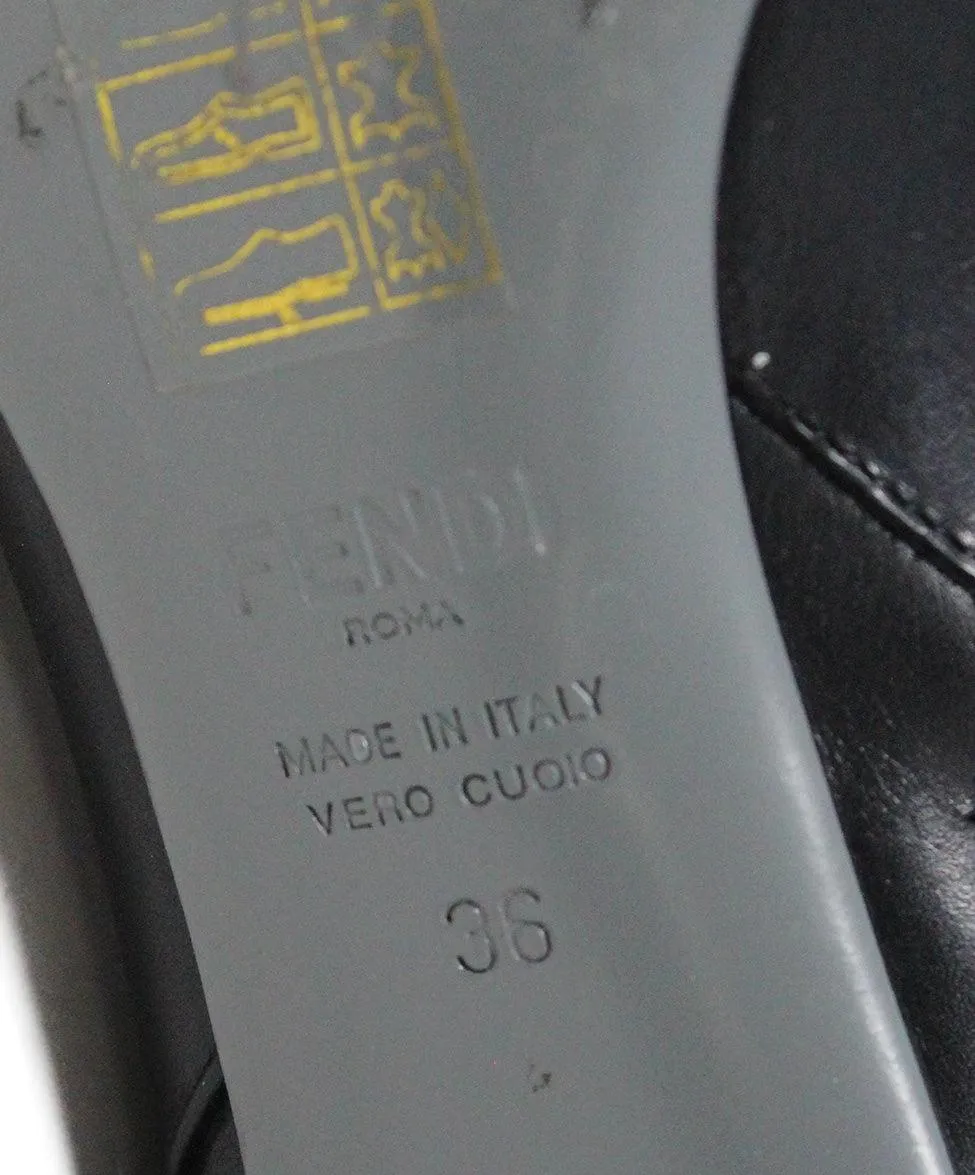 FENDI
ROMA
MADE IN ITALY
VERO CUOIO
36